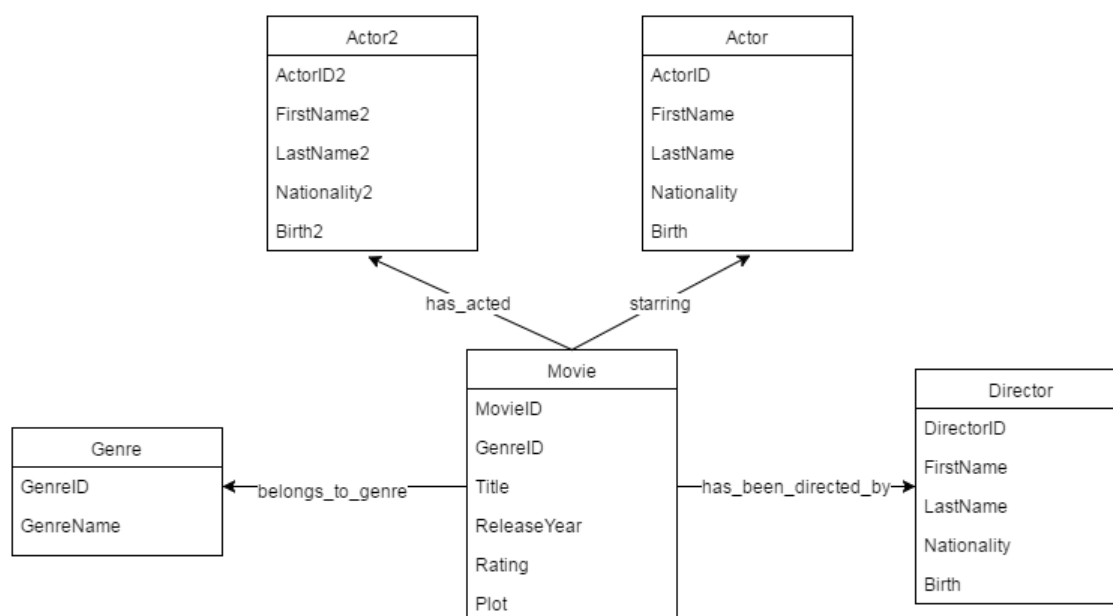 Actor2
ActorID2
FirstName2
LastName2
Nationality2
Birth2
Actor
ActorID
FirstName
LastName
Nationality
Birth
has_acted
starring
Movie
MovieID
GenreID
Title
ReleaseYear
Rating
Plot
Genre
GenreID
GenreName
belongs_to_genre
has_been_directed_by
Director
DirectorID
FirstName
LastName
Nationality
Birth